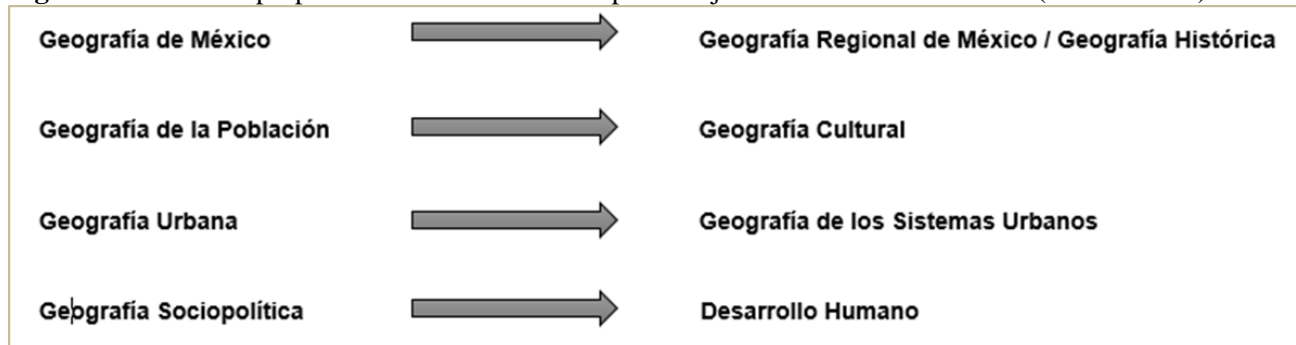 Geografía de México Geografía Regional de México / Geografía Histórica
Geografía de la Población Geografía Cultural
Geografía Urbana Geografía de los Sistemas Urbanos
Geografía Sociopolítica Desarrollo Humano